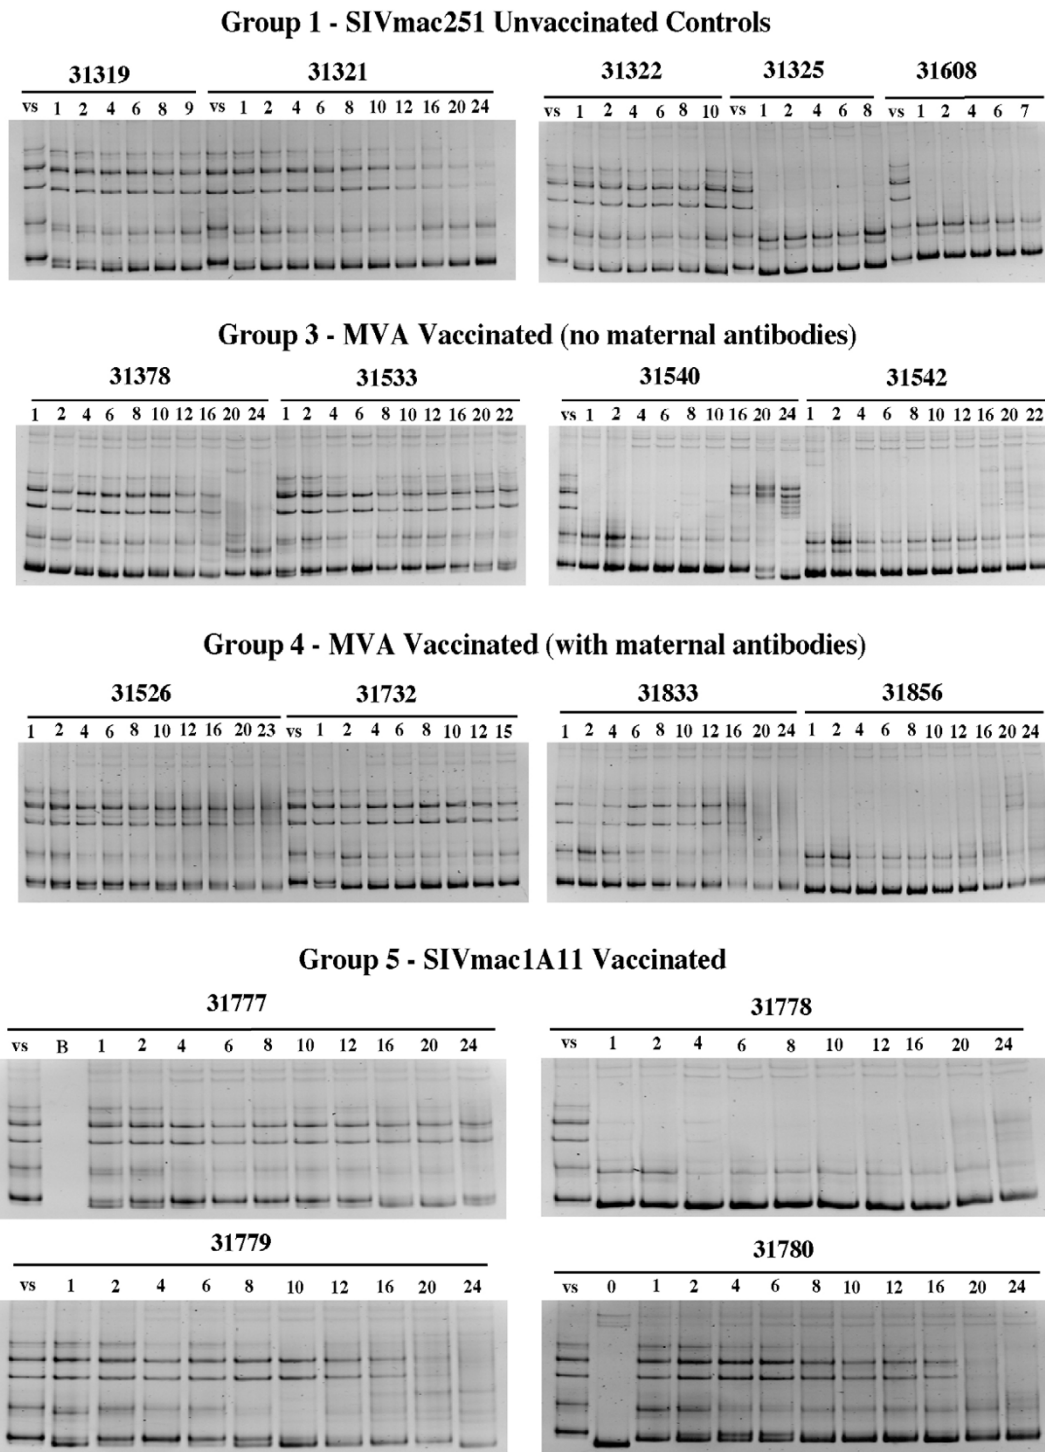 Group 1 - SIVmac251 Unvaccinated Controls
31319 31321 31322 31325 31608
vs 1 2 4 6 8 9 vs 1 2 4 6 8 10 12 16 20 24 vs 1 2 4 6 8 10 vs 1 2 4 6 8 vs 1 2 4 6 7
Group 3 - MVA Vaccinated (no maternal antibodies)
31378 31533 31540 31542
1 2 4 6 8 10 12 16 20 24 1 2 4 6 8 10 12 16 20 22 vs 1 2 4 6 8 10 16 20 24 1 2 4 6 8 10 12 16 20 22
Group 4 - MVA Vaccinated (with maternal antibodies)
31526 31732 31833 31856
1 2 4 6 8 10 12 16 20 23 vs 1 2 4 6 8 10 12 15 1 2 4 6 8 10 12 16 20 24 1 2 4 6 8 10 12 16 20 24
Group 5 - SIVmac1A11 Vaccinated
31777 31778
vs B 1 2 4 6 8 10 12 16 20 24 vs 1 2 4 6 8 10 12 16 20 24
31779 31780
vs 1 2 4 6 8 10 12 16 20 24 vs 0 1 2 4 6 8 10 12 16 20 24